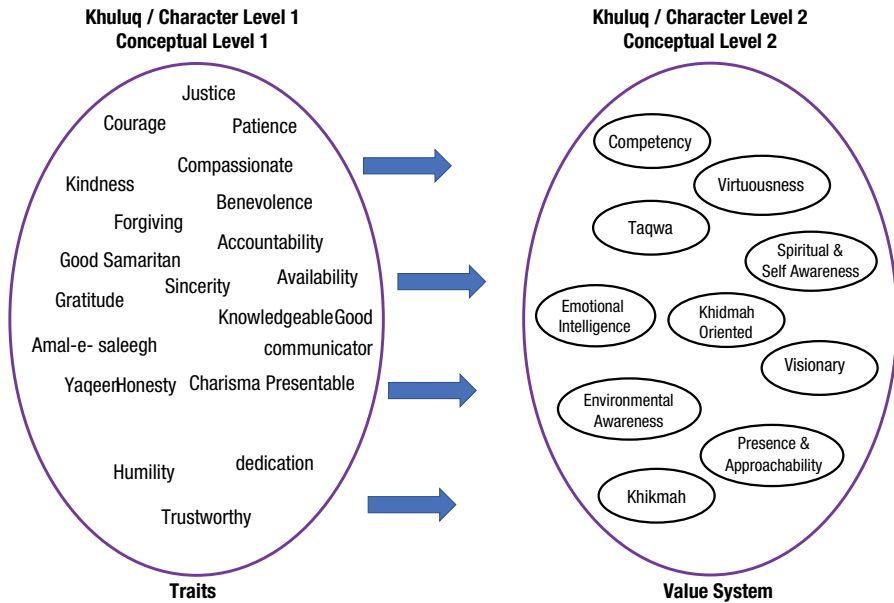 Khuluq / Character Level 1
Conceptual Level 1
Justice
Courage
Patience
Compassionate
Kindness
Benevolence
Forgiving
Accountability
Good Samaritan
Sincerity
Availability
Gratitude
KnowledgeableGood
communicator
Amal-e- saleegh
YaqeenHonesty
Charisma Presentable
Humility
dedication
Trustworthy
Traits
Khuluq / Character Level 2
Conceptual Level 2
Competency
Virtuousness
Taqwa
Spiritual &
Self Awareness
Emotional
Intelligence
Khidmah
Oriented
Visionary
Environmental
Awareness
Presence &
Approachability
Khikmah
Value System